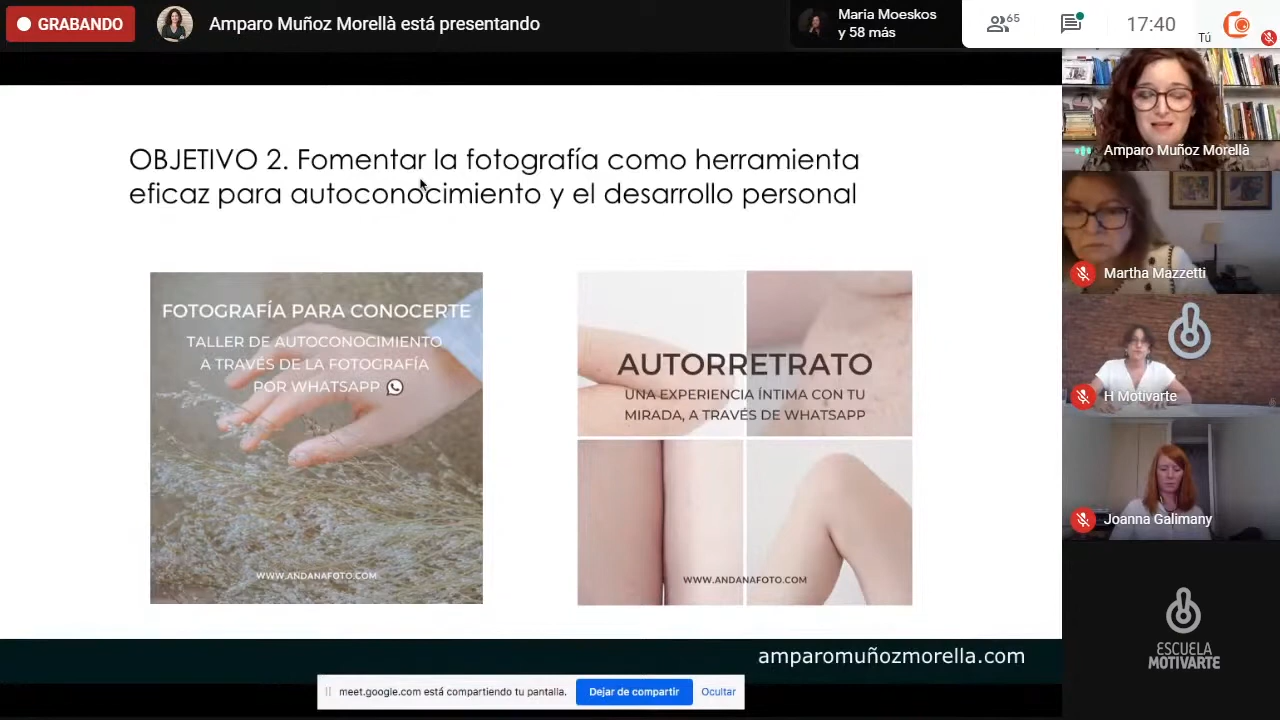 GRABANDO
Amparo Muñoz Morellà está presentando
Maria Moeskos
y 58 más
65
17:40
Tú
OBJETIVO 2. Fomentar la fotografía como herramienta
eficaz para autoconocimiento y el desarrollo personal
FOTOGRAFÍA PARA CONOCERTE
TALLER DE AUTOCONOCIMIENTO
A TRAVÉS DE LA FOTOGRAFÍA
POR WHATSAPP
WWW.ANDANAFOTO.COM
AUTORRETRATO
UNA EXPERIENCIA ÍNTIMA CON TU
MIRADA, A TRAVÉS DE WHATSAPP
WWW.ANDANAFOTO.COM
amparomuñozmorella.com
meet.google.com está compartiendo tu pantalla.
Dejar de compartir
Ocultar
Amparo Muñoz Morellà
Martha Mazzetti
H Motivarte
Joanna Galimany
ESCUELA
MOTIVARTE